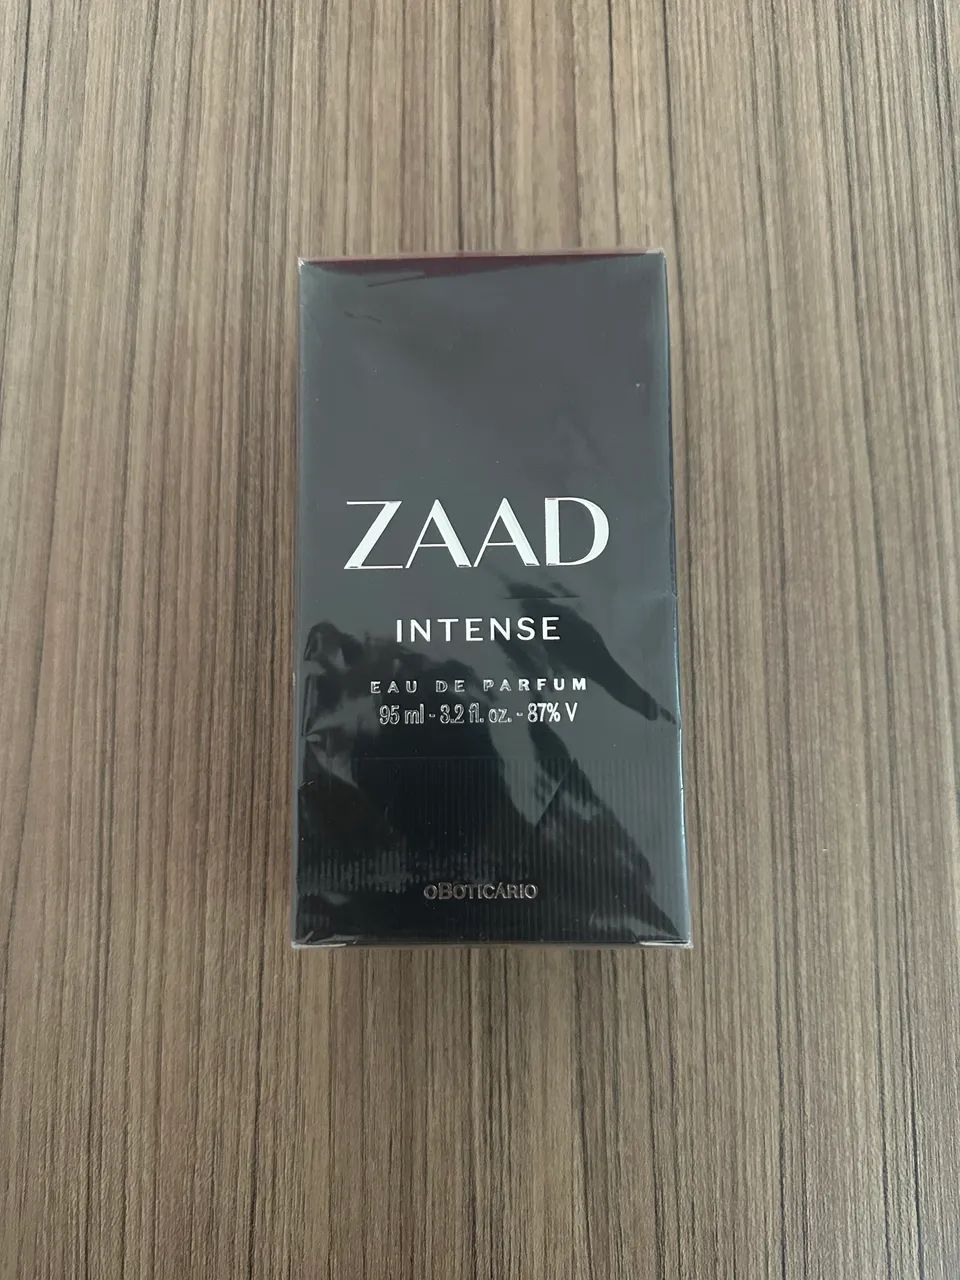 ZAAD
INTENSE
EAU DE PARFUM
95 ml - 3.2 fl. oz. - 87% V
oBOTICÁRIO